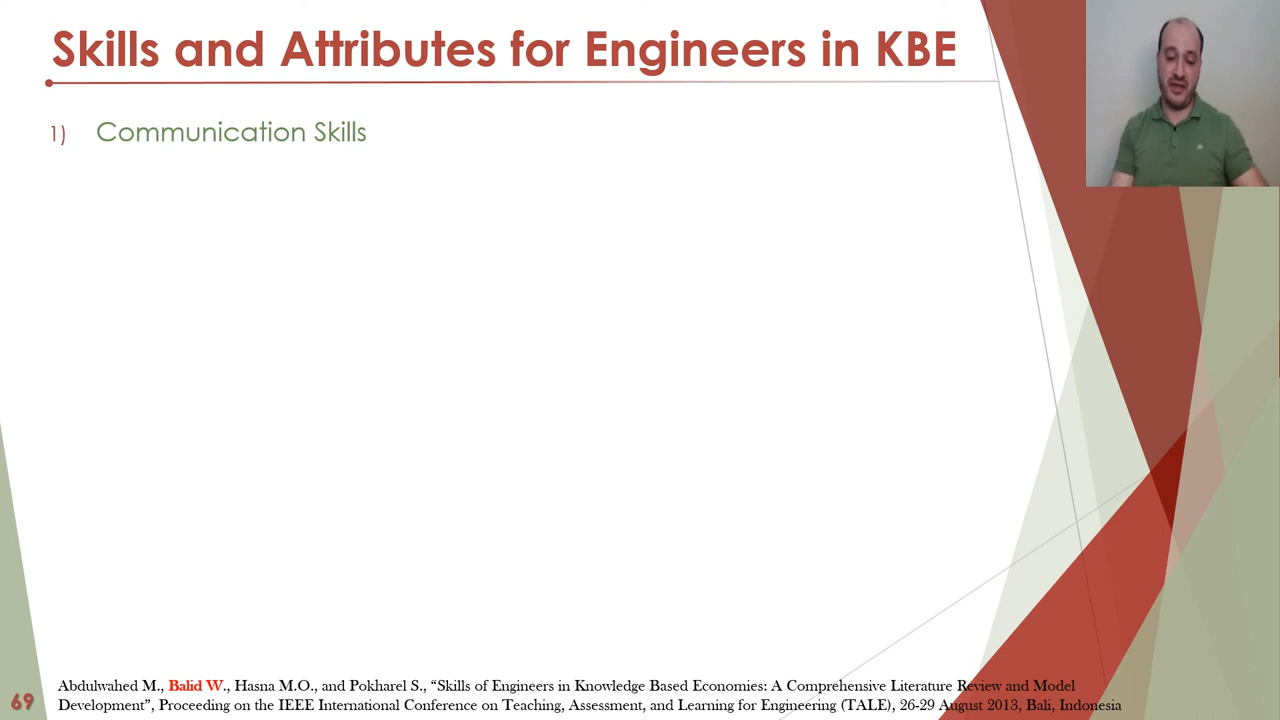 Skills and Attributes for Engineers in KBE
1) Communication Skills
Abdulwahed M., Balid W., Hasna M.O., and Pokharel S., “Skills of Engineers in Knowledge Based Economies: A Comprehensive Literature Review and Model
Development”, Proceeding on the IEEE International Conference on Teaching, Assessment, and Learning for Engineering (TALE), 26-29 August 2013, Bali, Indonesia
69